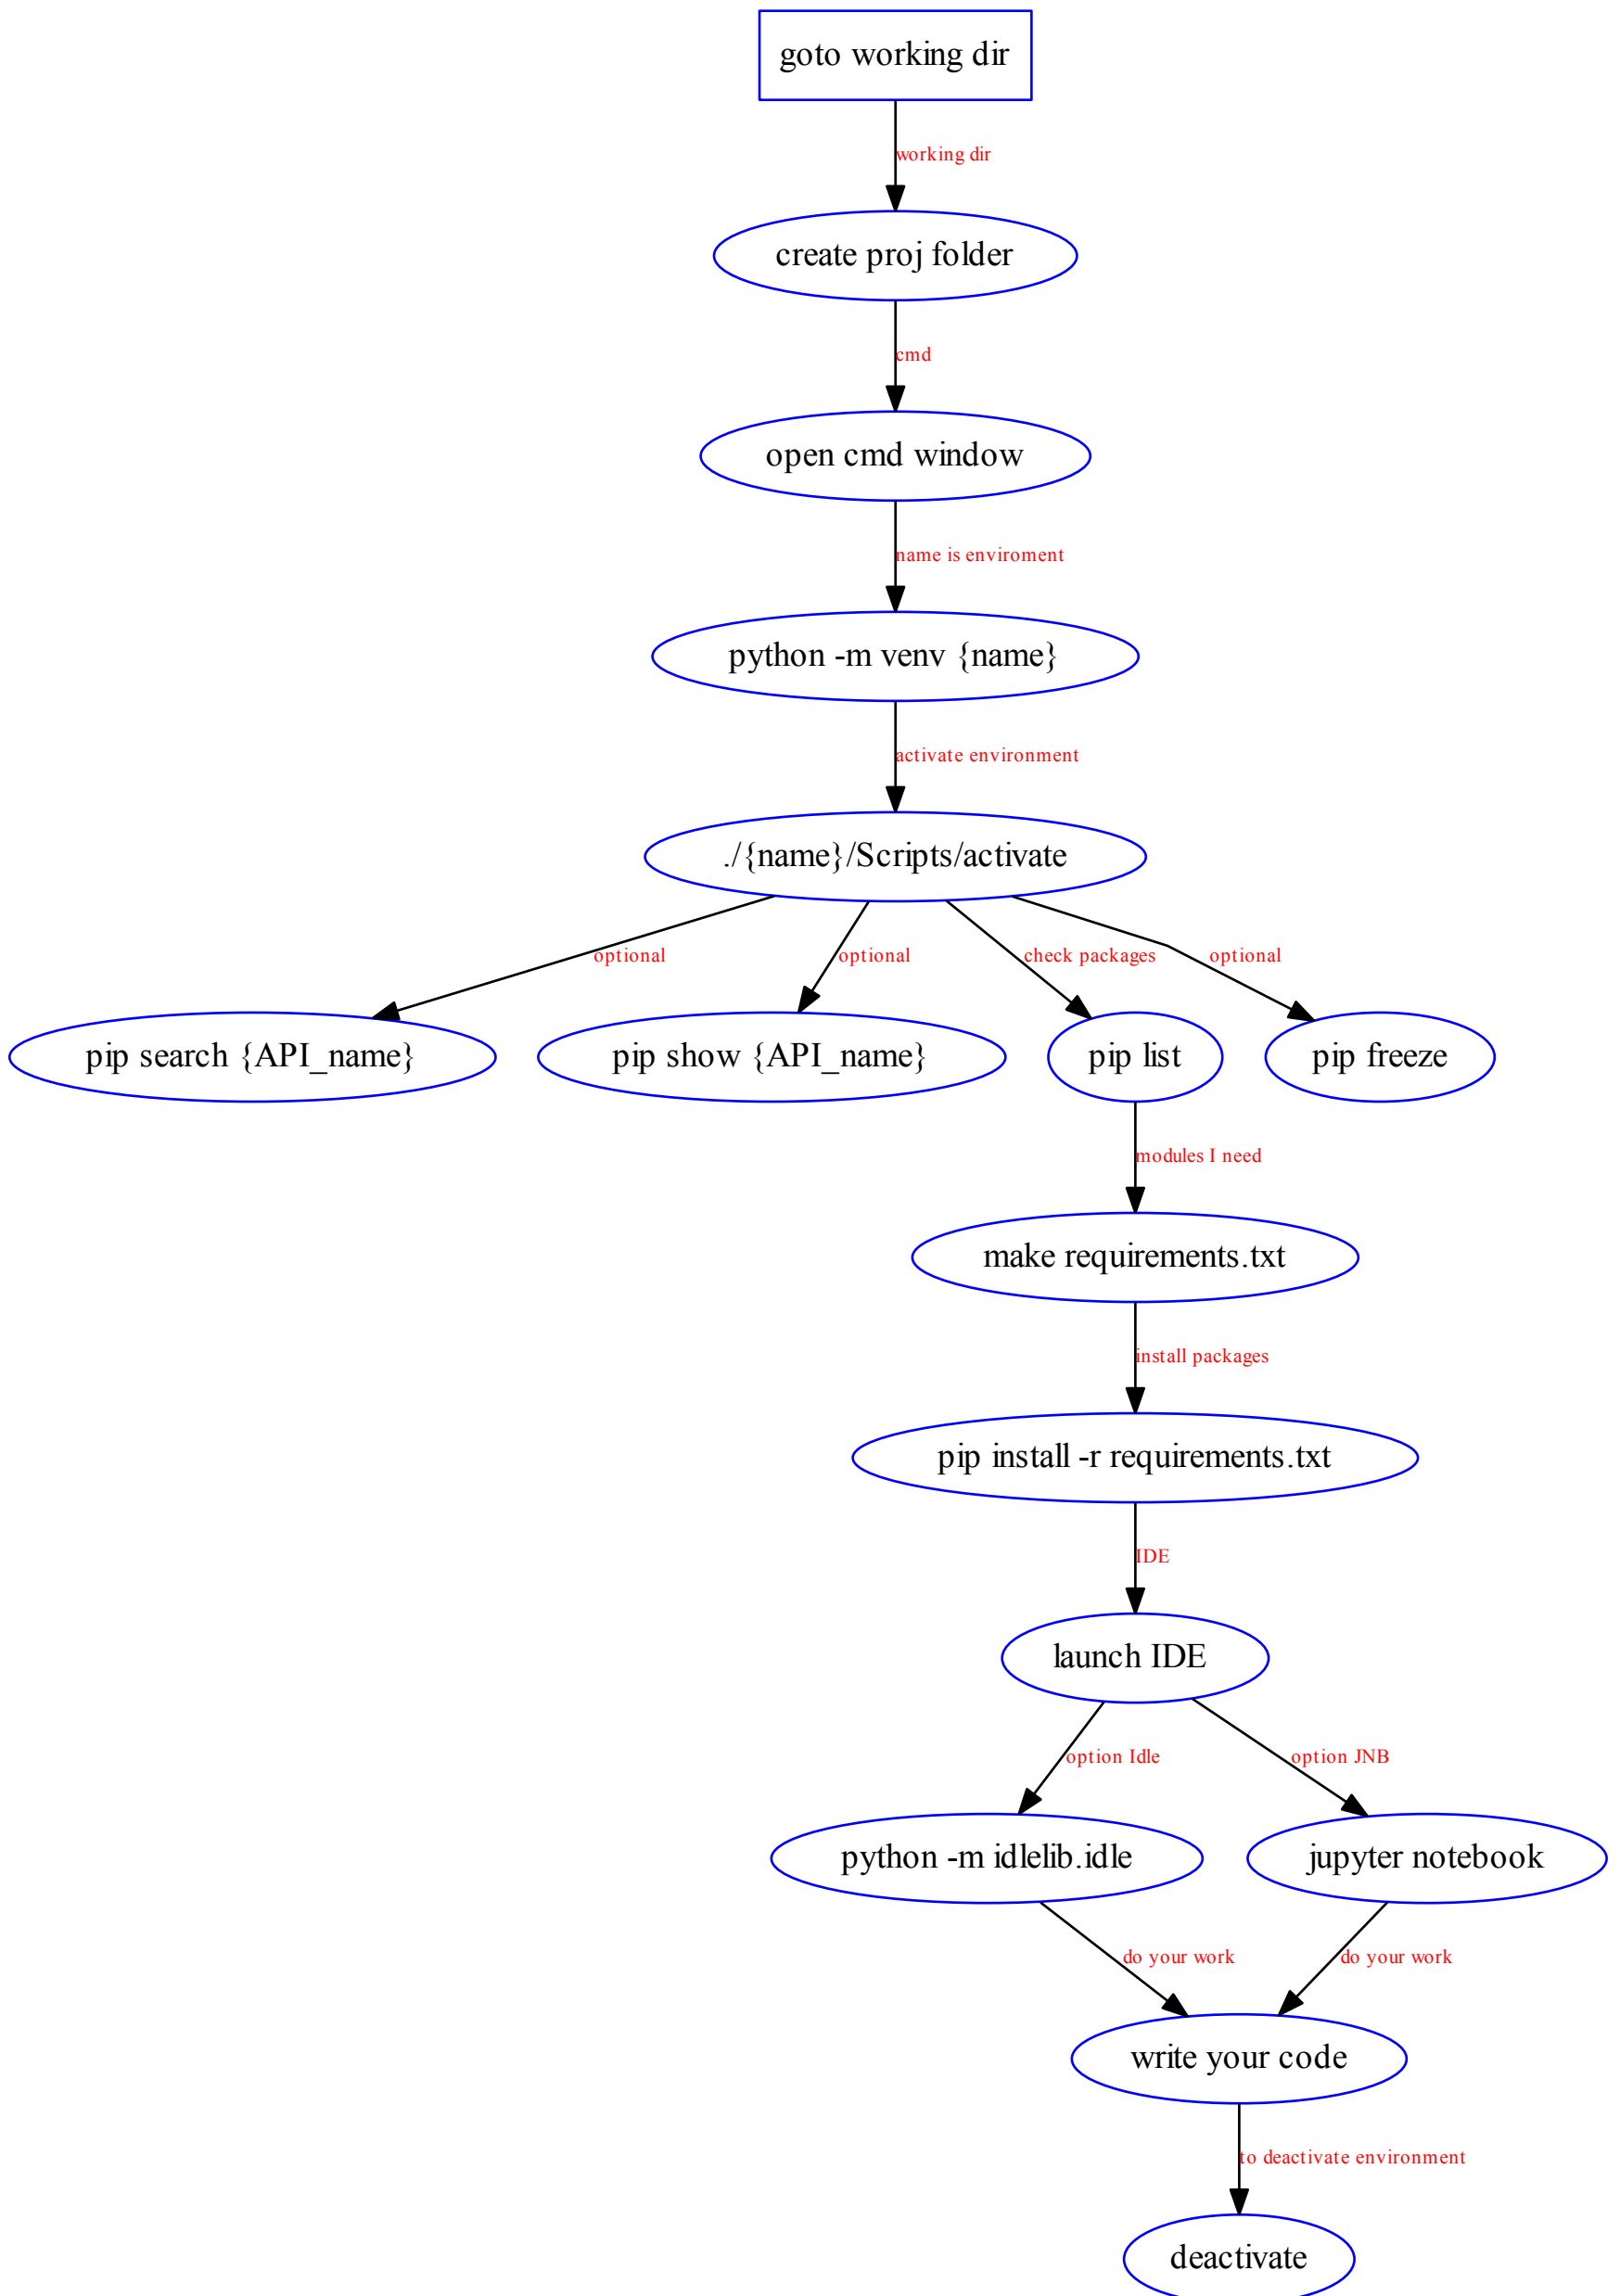 goto working dir
working dir
create proj folder
cmd
open cmd window
name is enviroment
python -m venv {name}
activate environment
./{name}/Scripts/activate
optional
optional
check packages
optional
pip search {API_name}
pip show {API_name}
pip list
pip freeze
modules I need
make requirements.txt
install packages
pip install -r requirements.txt
IDE
launch IDE
option Idle
option JNB
python -m idlelib.idle
jupyter notebook
do your work
do your work
write your code
to deactivate environment
deactivate